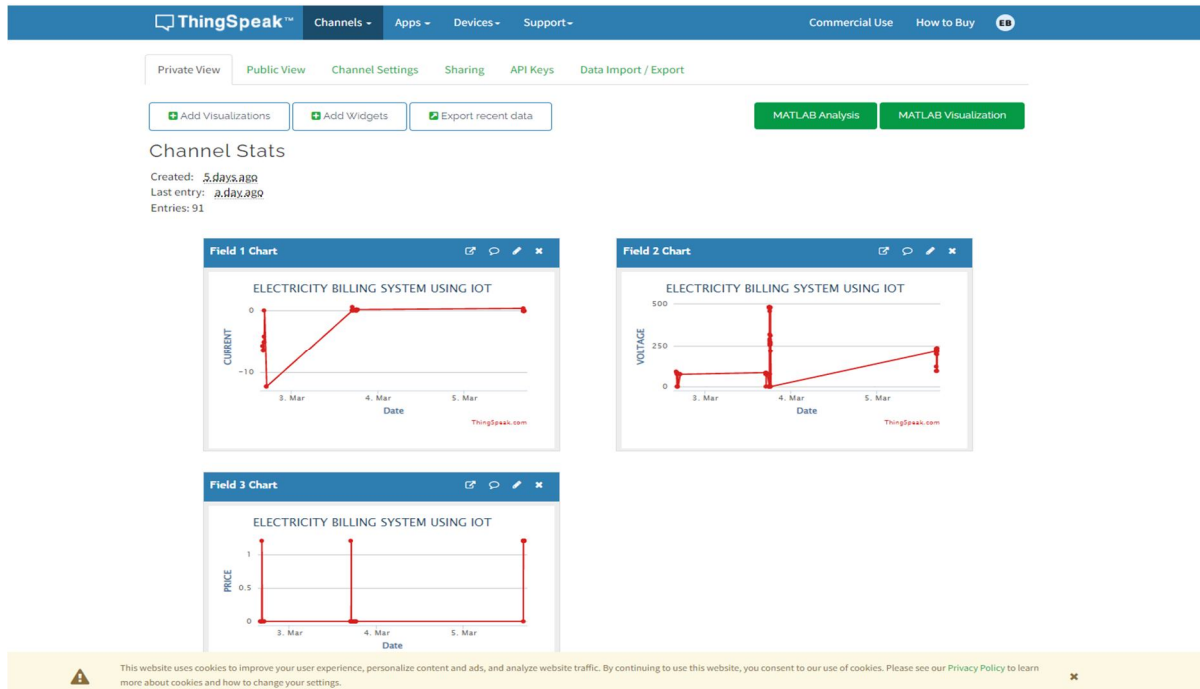 ThingSpeak™ Channels Apps Devices Support Commercial Use How to Buy EB
Private View Public View Channel Settings Sharing API Keys Data Import / Export
Add Visualizations Add Widgets Export recent data MATLAB Analysis MATLAB Visualization
Channel Stats
Created: 5 days ago
Last entry: a day ago
Entries: 91
Field 1 Chart
ELECTRICITY BILLING SYSTEM USING IOT
CURRENT
0
-10
3. Mar 4. Mar 5. Mar
Date
ThingSpeak.com
Field 2 Chart
ELECTRICITY BILLING SYSTEM USING IOT
VOLTAGE
500
250
0
3. Mar 4. Mar 5. Mar
Date
ThingSpeak.com
Field 3 Chart
ELECTRICITY BILLING SYSTEM USING IOT
PRICE
1
0.5
0
3. Mar 4. Mar 5. Mar
Date
This website uses cookies to improve your user experience, personalize content and ads, and analyze website traffic. By continuing to use this website, you consent to our use of cookies. Please see our Privacy Policy to learn
more about cookies and how to change your settings.